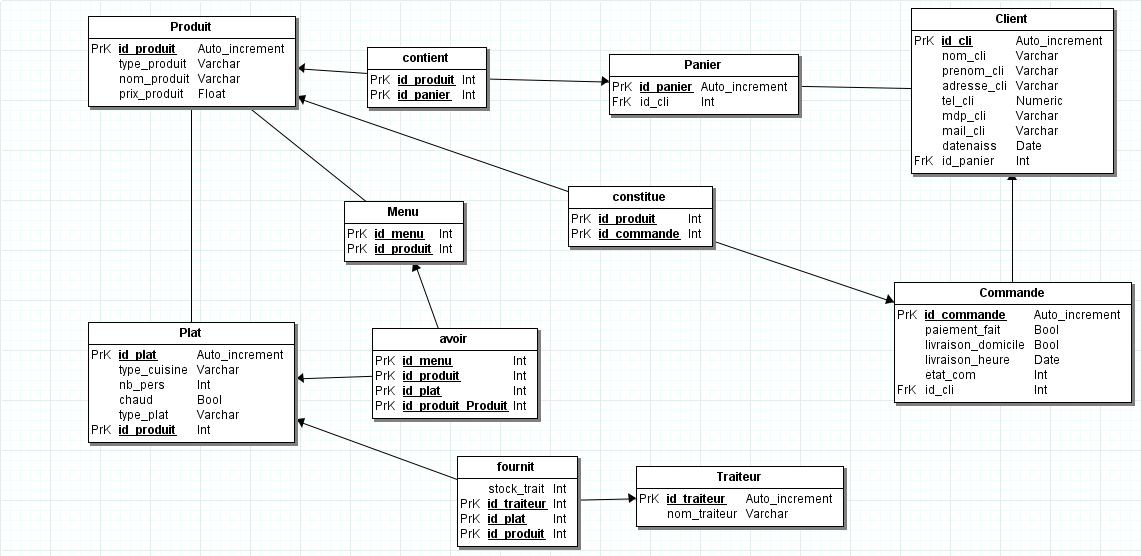 Produit
PrK id_produit Auto_increment
type_produit Varchar
nom_produit Varchar
prix_produit Float
contient
PrK id_produit Int
PrK id_panier Int
Panier
PrK id_panier Auto_increment
FrK id_cli Int
Client
PrK id_cli Auto_increment
nom_cli Varchar
prenom_cli Varchar
adresse_cli Varchar
tel_cli Numeric
mdp_cli Varchar
mail_cli Varchar
datenaiss Date
FrK id_panier Int
Menu
PrK id_menu Int
PrK id_produit Int
constitue
PrK id_produit Int
PrK id_commande Int
Commande
PrK id_commande Auto_increment
paiement_fait Bool
livraison_domicile Bool
livraison_heure Date
etat_com Int
FrK id_cli Int
Plat
PrK id_plat Auto_increment
type_cuisine Varchar
nb_pers Int
chaud Bool
type_plat Varchar
PrK id_produit Int
avoir
PrK id_menu Int
PrK id_produit Int
PrK id_plat Int
PrK id_produit_Produit Int
fournit
stock_trait Int
PrK id_traiteur Int
PrK id_plat Int
PrK id_produit Int
Traiteur
PrK id_traiteur Auto_increment
nom_traiteur Varchar